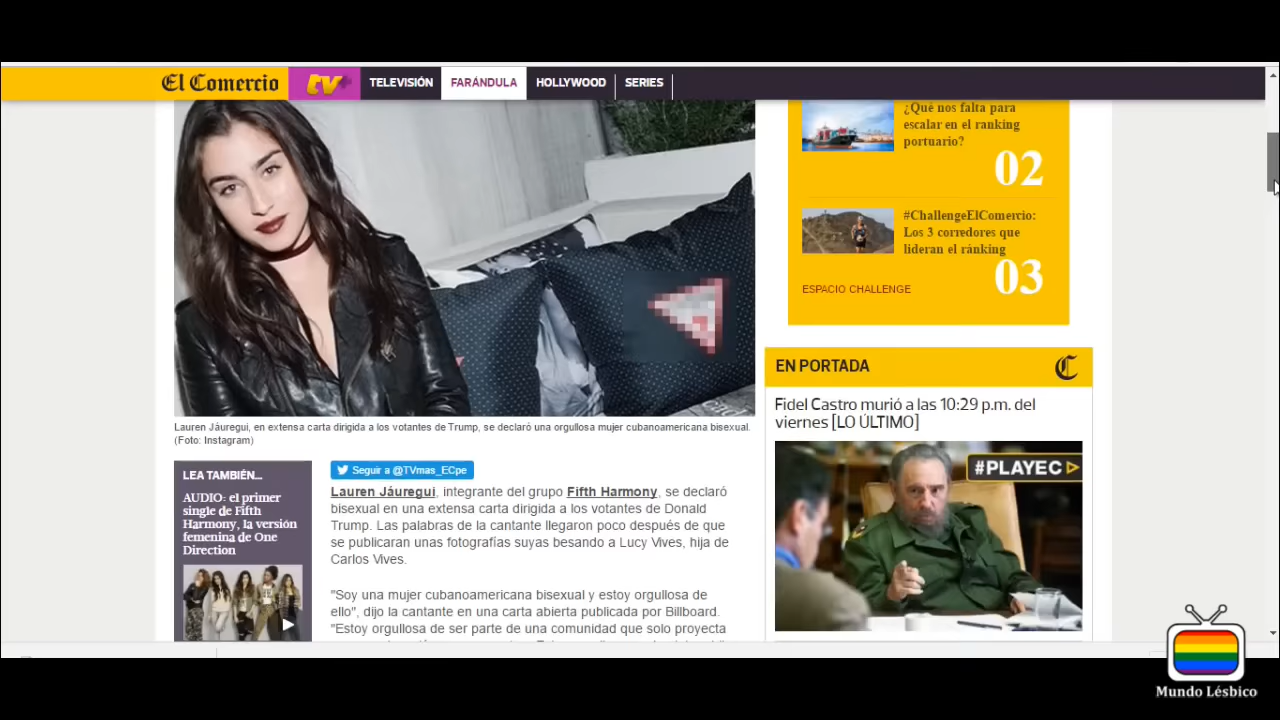 El Comercio
tv+
TELEVISIÓN
FARÁNDULA
HOLLYWOOD
SERIES
¿Qué nos falta para
escalar en el ranking
portuario?
02
#ChallengeElComercio:
Los 3 corredores que
lideran el ránking
03
ESPACIO CHALLENGE
Lauren Jáuregui, en extensa carta dirigida a los votantes de Trump, se declaró una orgullosa mujer cubanoamericana bisexual.
(Foto: Instagram)
EN PORTADA
Fidel Castro murió a las 10:29 p.m. del
viernes [LO ÚLTIMO]
#PLAYEC
LEA TAMBIÉN...
AUDIO: el primer
single de Fifth
Harmony, la versión
femenina de One
Direction
Seguir a @TVmas_ECpe
Lauren Jáuregui, integrante del grupo Fifth Harmony, se declaró
bisexual en una extensa carta dirigida a los votantes de Donald
Trump. Las palabras de la cantante llegaron poco después de que
se publicaran unas fotografías suyas besando a Lucy Vives, hija de
Carlos Vives.
"Soy una mujer cubanoamericana bisexual y estoy orgullosa de
ello", dijo la cantante en una carta abierta publicada por Billboard.
"Estoy orgullosa de ser parte de una comunidad que solo proyecta
Mundo Lésbico